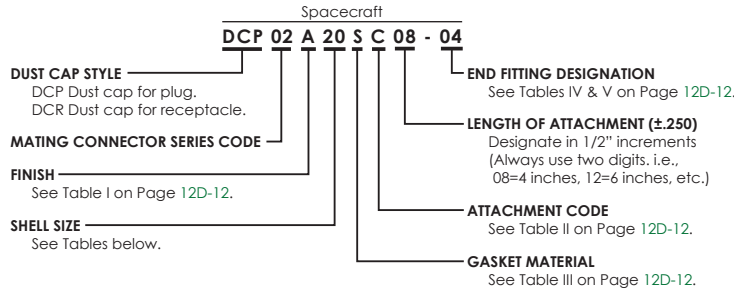 Spacecraft
DCP 02 A 20 S C 08 - 04
DUST CAP STYLE
DCP Dust cap for plug.
DCR Dust cap for receptacle.
MATING CONNECTOR SERIES CODE
FINISH
See Table I on Page 12D-12.
SHELL SIZE
See Tables below.
END FITTING DESIGNATION
See Tables IV & V on Page 12D-12.
LENGTH OF ATTACHMENT (±.250)
Designate in 1/2" increments
(Always use two digits. i.e.,
08=4 inches, 12=6 inches, etc.)
ATTACHMENT CODE
See Table II on Page 12D-12.
GASKET MATERIAL
See Table III on Page 12D-12.